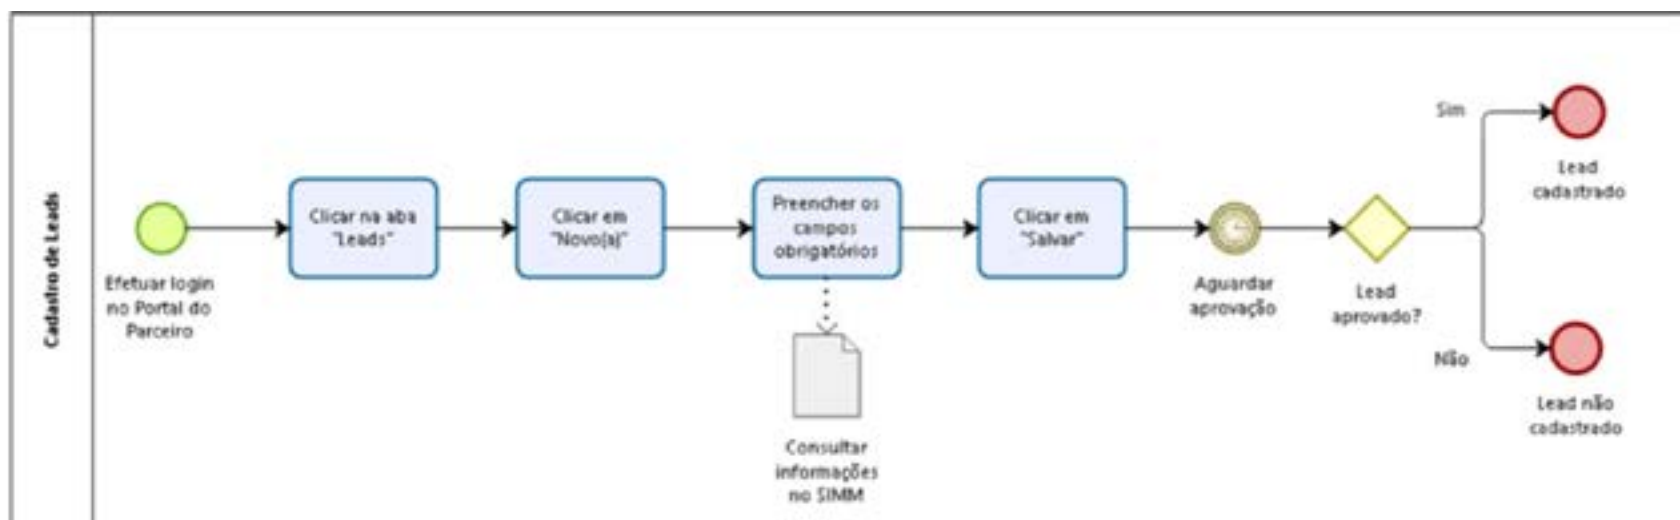 Cadastro de Leads
Efetuar login
no Portal do
Parceiro
Clicar na aba
"Leads"
Clicar em
"Novo(a)"
Preencher os
campos
obrigatórios
Consultar
informações
no SIMM
Clicar em
"Salvar"
Aguardar
aprovação
Lead
aprovado?
Sim
Lead
cadastrado
Não
Lead não
cadastrado